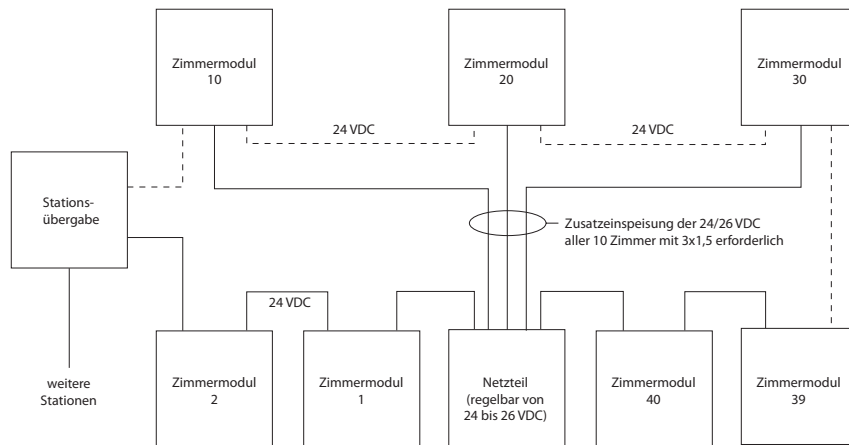 Zimmermodul
10
Zimmermodul
20
Zimmermodul
30
24 VDC
24 VDC
Stations-
übergabe
Zusatzeinspeisung der 24/26 VDC
aller 10 Zimmer mit 3x1,5 erforderlich
24 VDC
weitere
Stationen
Zimmermodul
2
Zimmermodul
1
Netzteil
(regelbar von
24 bis 26 VDC)
Zimmermodul
40
Zimmermodul
39